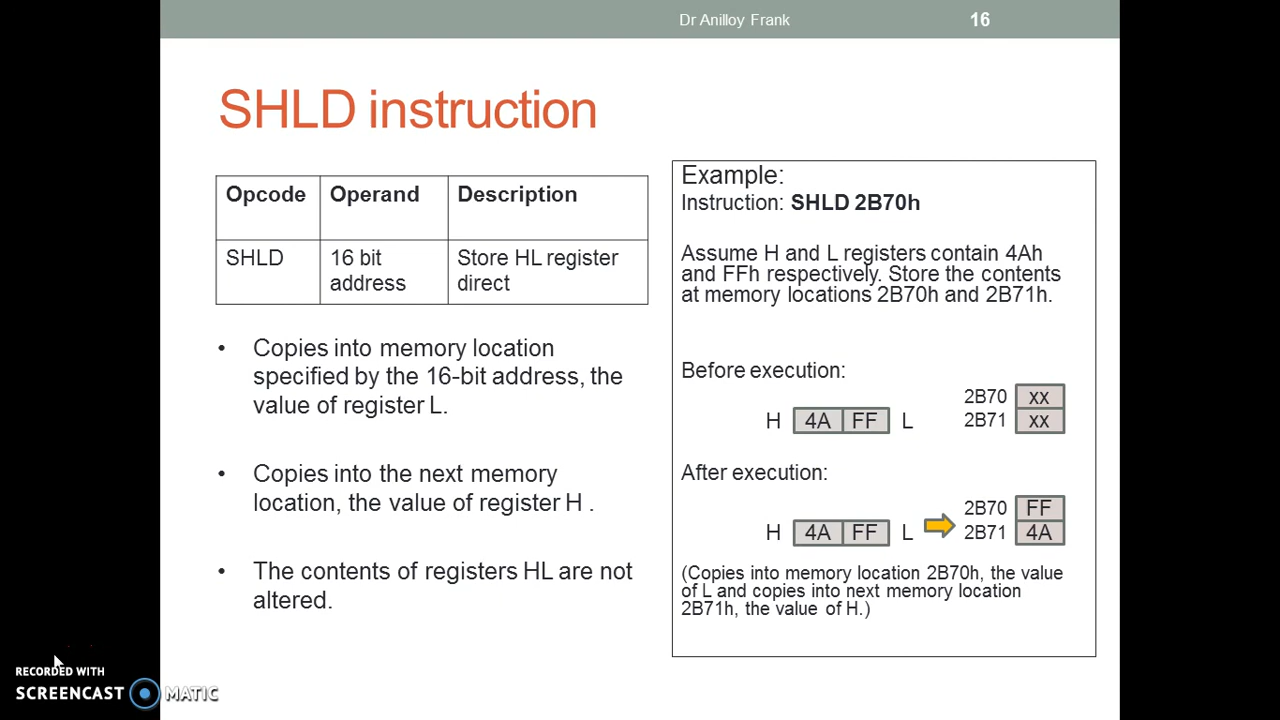 Dr Anilloy Frank
16
SHLD instruction
Opcode Operand Description
SHLD 16 bit address Store HL register direct
• Copies into memory location
specified by the 16-bit address, the
value of register L.
• Copies into the next memory
location, the value of register H .
• The contents of registers HL are not
altered.
Example:
Instruction: SHLD 2B70h
Assume H and L registers contain 4Ah
and FFh respectively. Store the contents
at memory locations 2B70h and 2B71h.
Before execution:
2B70 xx
H 4A FF L 2B71 xx
After execution:
2B70 FF
H 4A FF L 2B71 4A
(Copies into memory location 2B70h, the value
of L and copies into next memory location
2B71h, the value of H.)
RECORDED WITH
SCREENCAST MATIC